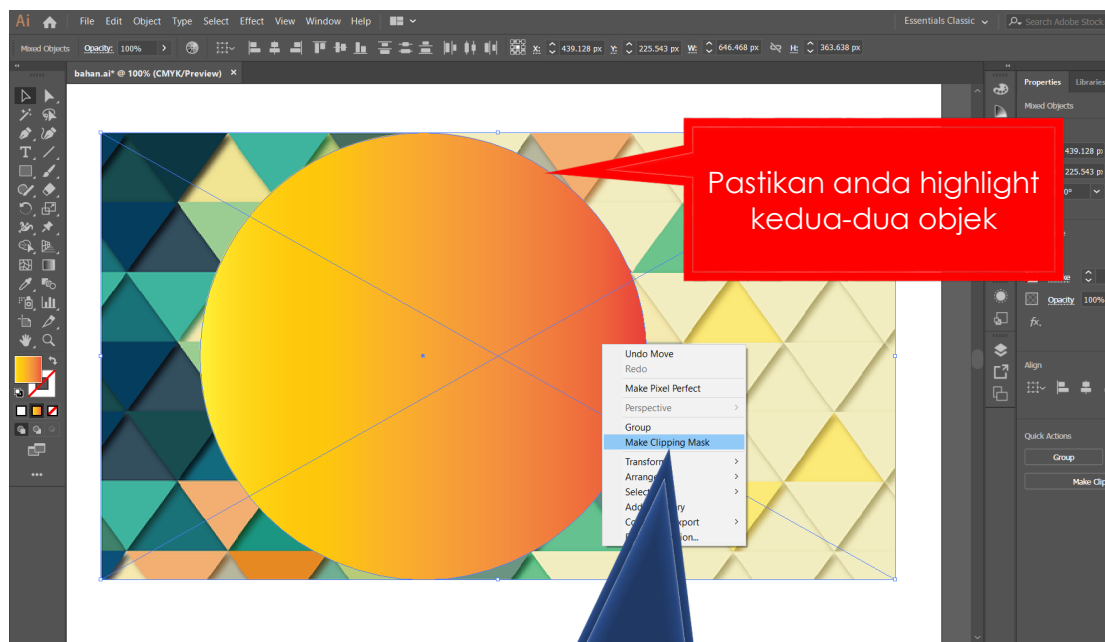 Ai File Edit Object Type Select Effect View Window Help Essentials Classic Search Adobe Stock
Mixed Objects Opacity: 100% X: 439.128 px Y: 225.543 px W: 646.468 px H: 363.638 px
bahan.ai* @ 100% (CMYK/Preview) ×
Properties Libraries
Mixed Objects
439.128 p
225.543 p
0°
Pastikan anda highlight
kedua-dua objek
Opacity 100%
fx.
Align
Quick Actions
Group
Make Clip
Undo Move
Redo
Make Pixel Perfect
Perspective
Group
Make Clipping Mask
Transform
Arrange
Select